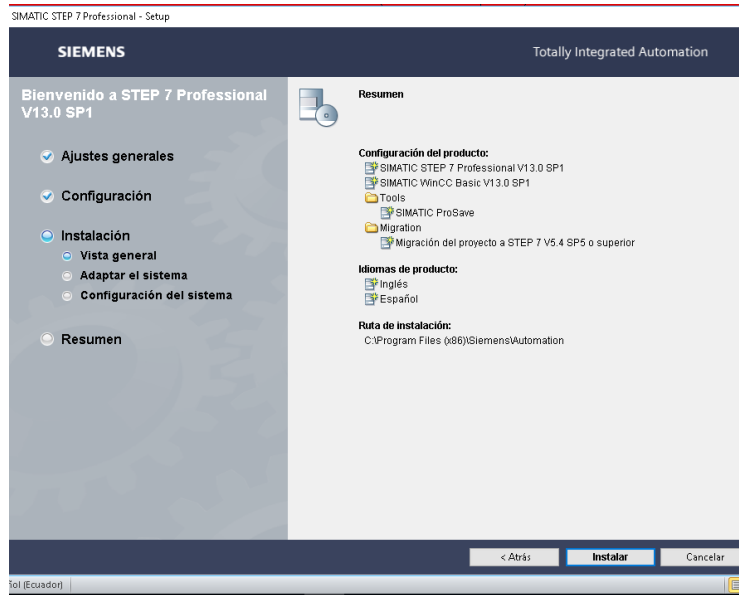 SIMATIC STEP 7 Professional - Setup
SIEMENS
Totally Integrated Automation
Bienvenido a STEP 7 Professional
V13.0 SP1
Ajustes generales
Configuración
Instalación
Vista general
Adaptar el sistema
Configuración del sistema
Resumen
Resumen
Configuración del producto:
SIMATIC STEP 7 Professional V13.0 SP1
SIMATIC WinCC Basic V13.0 SP1
Tools
SIMATIC ProSave
Migration
Migración del proyecto a STEP 7 V5.4 SP5 o superior
Idiomas de producto:
Inglés
Español
Ruta de instalación:
C:\Program Files (x86)\Siemens\Automation
< Atrás
Instalar
Cancelar
ñol (Ecuador)